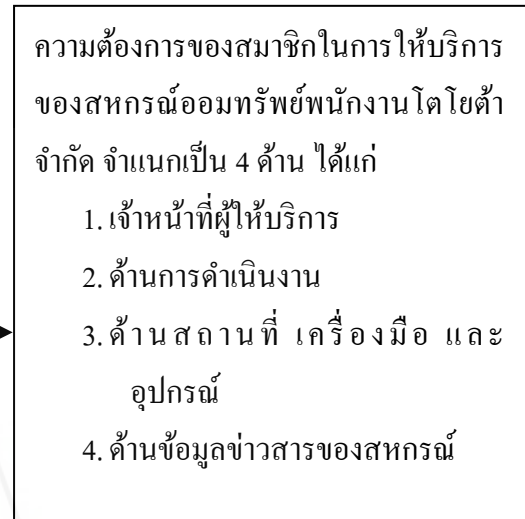 ความต้องการของสมาชิกในการให้บริการ
ของสหกรณ์ออมทรัพย์พนักงานโตโยต้า
จำกัด จำแนกเป็น 4 ด้าน ได้แก่
1. เจ้าหน้าที่ผู้ให้บริการ
2. ด้านการดำเนินงาน
3. ด้านสถานที่ เครื่องมือ และ
อุปกรณ์
4. ด้านข้อมูลข่าวสารของสหกรณ์